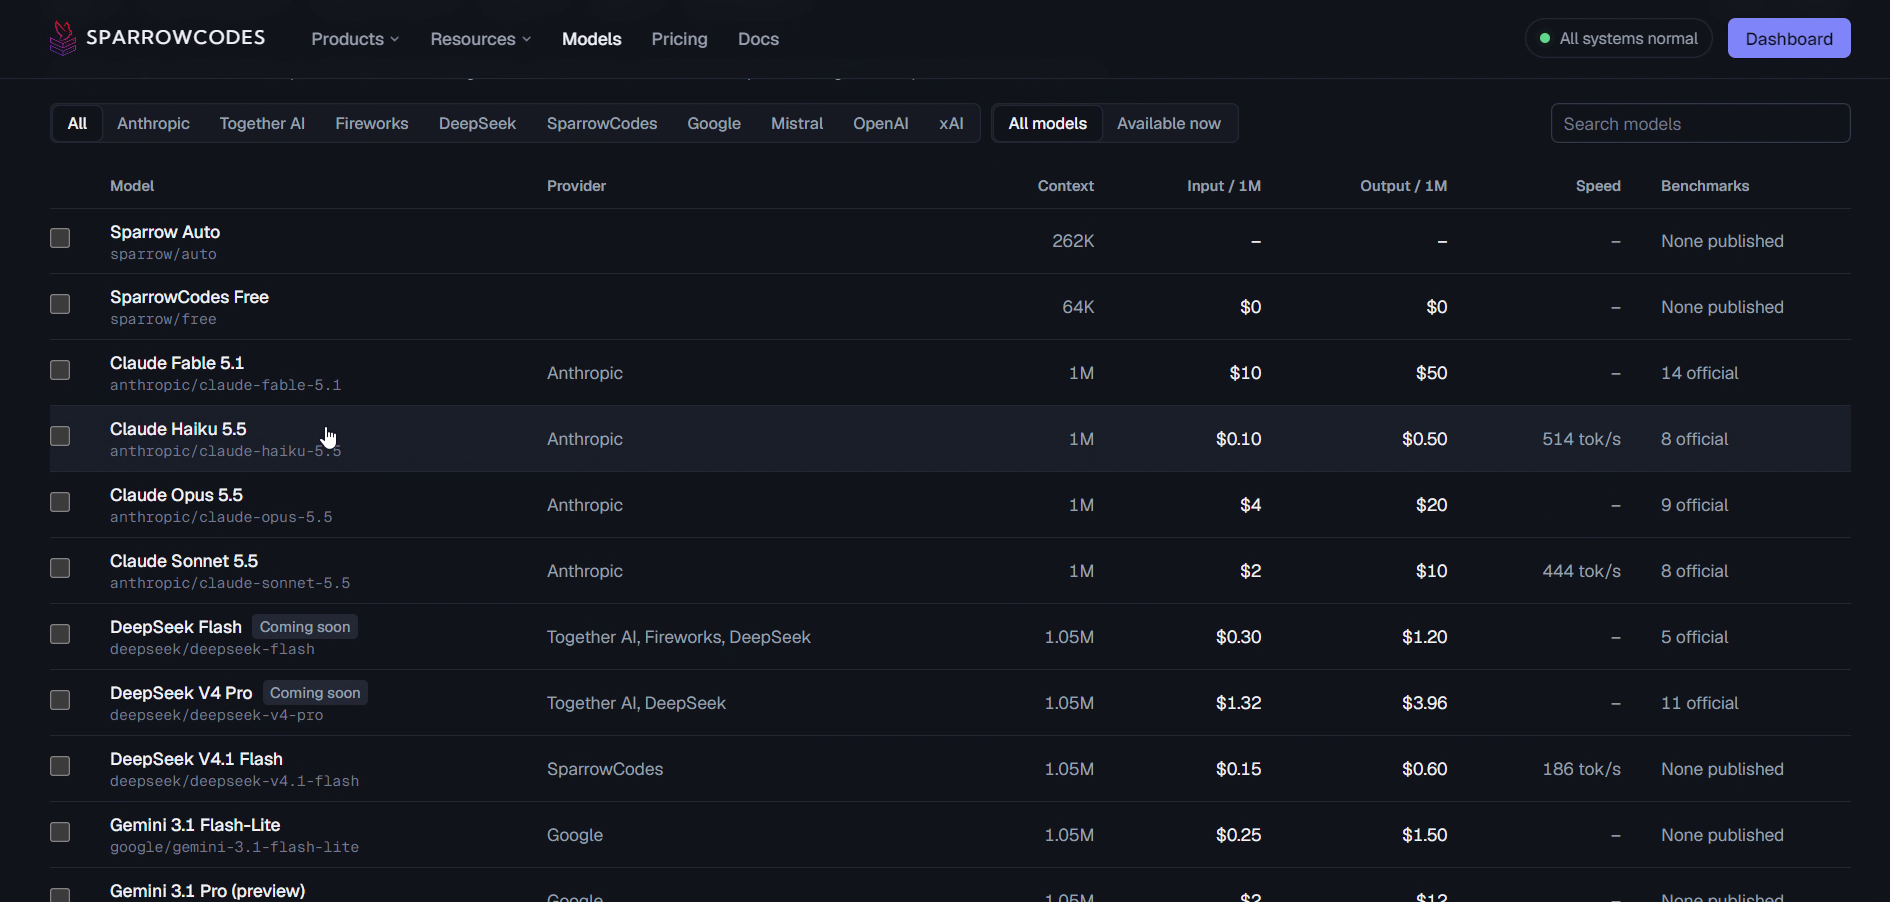 SPARROWCODES Products Resources Models Pricing Docs All systems normal Dashboard
All Anthropic Together AI Fireworks DeepSeek SparrowCodes Google Mistral OpenAI xAI All models Available now Search models
Model Provider Context Input / 1M Output / 1M Speed Benchmarks
Sparrow Auto
sparrow/auto
262K – – – None published
SparrowCodes Free
sparrow/free
64K $0 $0 – None published
Claude Fable 5.1
anthropic/claude-fable-5.1
Anthropic 1M $10 $50 – 14 official
Claude Haiku 5.5
anthropic/claude-haiku-5.5
Anthropic 1M $0.10 $0.50 514 tok/s 8 official
Claude Opus 5.5
anthropic/claude-opus-5.5
Anthropic 1M $4 $20 – 9 official
Claude Sonnet 5.5
anthropic/claude-sonnet-5.5
Anthropic 1M $2 $10 444 tok/s 8 official
DeepSeek Flash Coming soon
deepseek/deepseek-flash
Together AI, Fireworks, DeepSeek 1.05M $0.30 $1.20 – 5 official
DeepSeek V4 Pro Coming soon
deepseek/deepseek-v4-pro
Together AI, DeepSeek 1.05M $1.32 $3.96 – 11 official
DeepSeek V4.1 Flash
deepseek/deepseek-v4.1-flash
SparrowCodes 1.05M $0.15 $0.60 186 tok/s None published
Gemini 3.1 Flash-Lite
google/gemini-3.1-flash-lite
Google 1.05M $0.25 $1.50 – None published
Gemini 3.1 Pro (preview)
Google 1.05M $2 $12 – None published